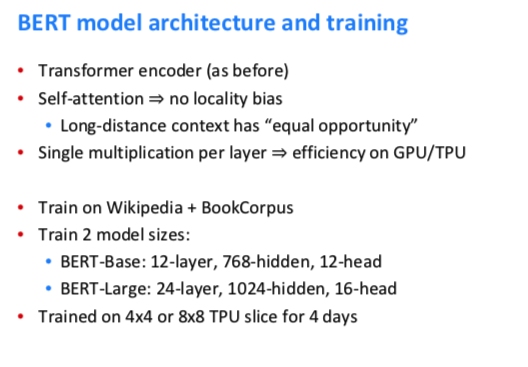 BERT model architecture and training
• Transformer encoder (as before)
• Self-attention ⇒ no locality bias
• Long-distance context has “equal opportunity”
• Single multiplication per layer ⇒ efficiency on GPU/TPU
• Train on Wikipedia + BookCorpus
• Train 2 model sizes:
• BERT-Base: 12-layer, 768-hidden, 12-head
• BERT-Large: 24-layer, 1024-hidden, 16-head
• Trained on 4x4 or 8x8 TPU slice for 4 days